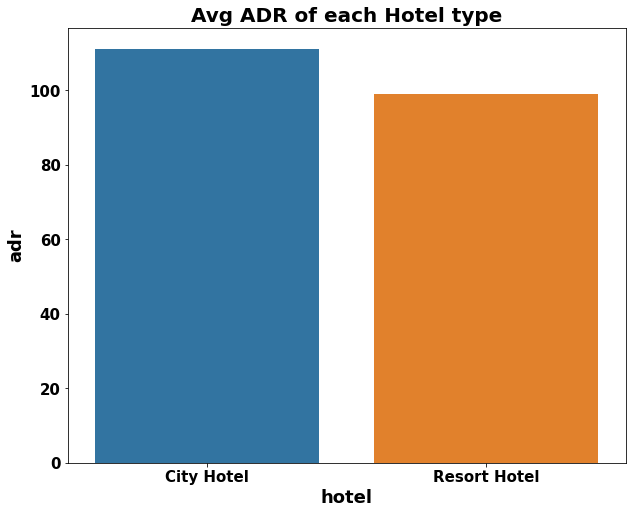 Avg ADR of each Hotel type
adr
100
80
60
40
20
0
City Hotel
Resort Hotel
hotel